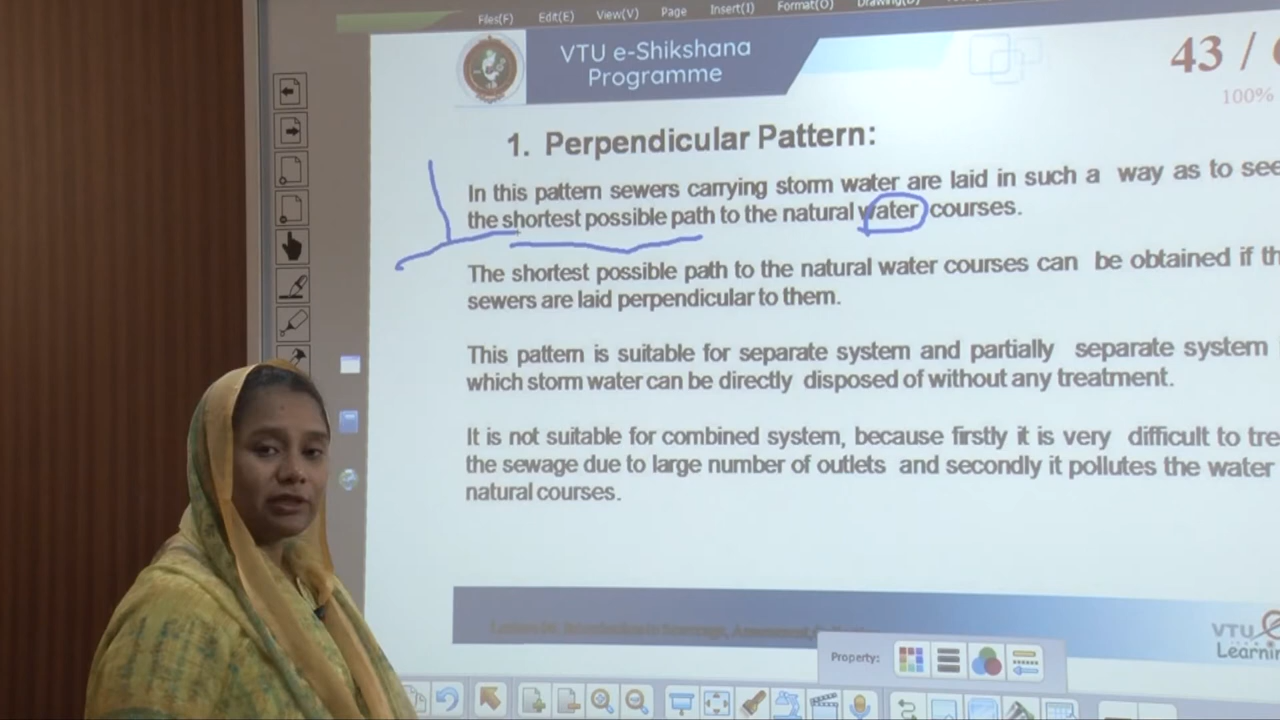 Files(F) Edit(E) View(V) Page Insert(I) Format(O)
VTU e-Shikshana
Programme
43 /
100%
1. Perpendicular Pattern:
In this pattern sewers carrying storm water are laid in such a way as to see
the shortest possible path to the natural water courses.
The shortest possible path to the natural water courses can be obtained if th
sewers are laid perpendicular to them.
This pattern is suitable for separate system and partially separate system
which storm water can be directly disposed of without any treatment.
It is not suitable for combined system, because firstly it is very difficult to tre
the sewage due to large number of outlets and secondly it pollutes the water
natural courses.
VTU
Learnin
Property: